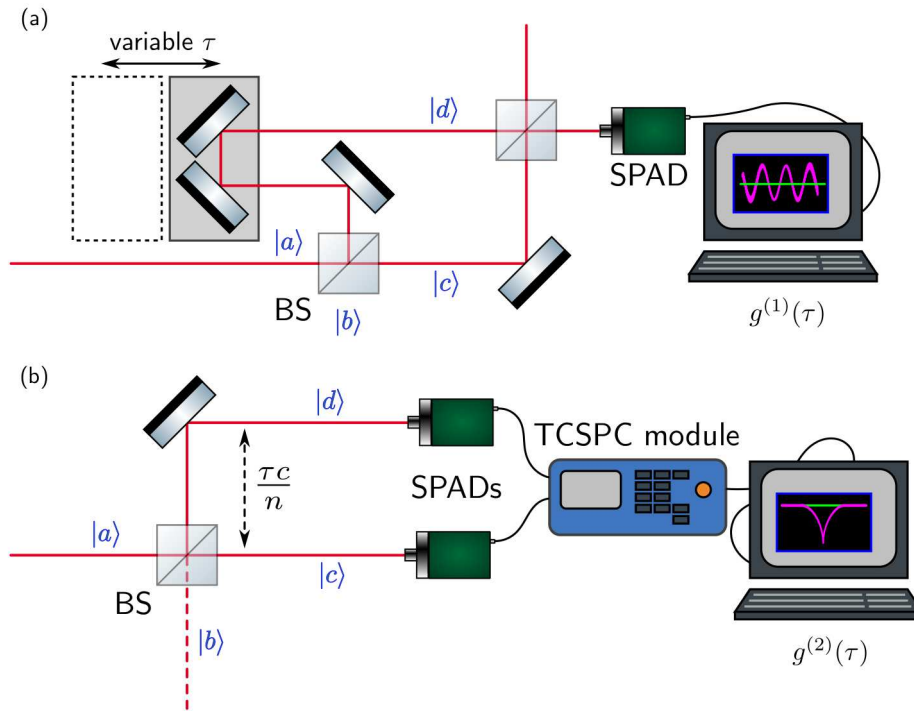 (a)
variable τ
|d⟩
SPAD
|a⟩
BS
|c⟩
|b⟩
g^{(1)}(τ)
(b)
|d⟩
TCSPC module
τc
n
SPADs
|a⟩
BS
|c⟩
|b⟩
g^{(2)}(τ)